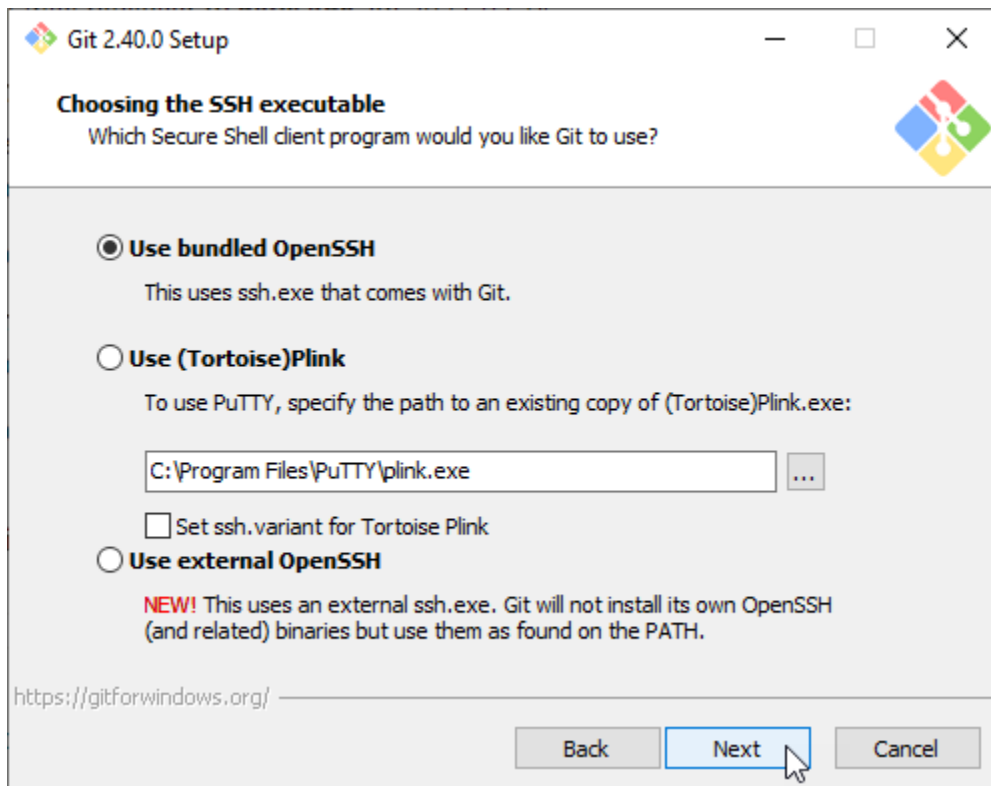 Git 2.40.0 Setup
Choosing the SSH executable
Which Secure Shell client program would you like Git to use?
Use bundled OpenSSH
This uses ssh.exe that comes with Git.
Use (Tortoise)Plink
To use PuTTY, specify the path to an existing copy of (Tortoise)Plink.exe:
C:\Program Files\PuTTY\plink.exe
...
Set ssh.variant for Tortoise Plink
Use external OpenSSH
NEW! This uses an external ssh.exe. Git will not install its own OpenSSH
(and related) binaries but use them as found on the PATH.
https://gitforwindows.org/
Back Next Cancel